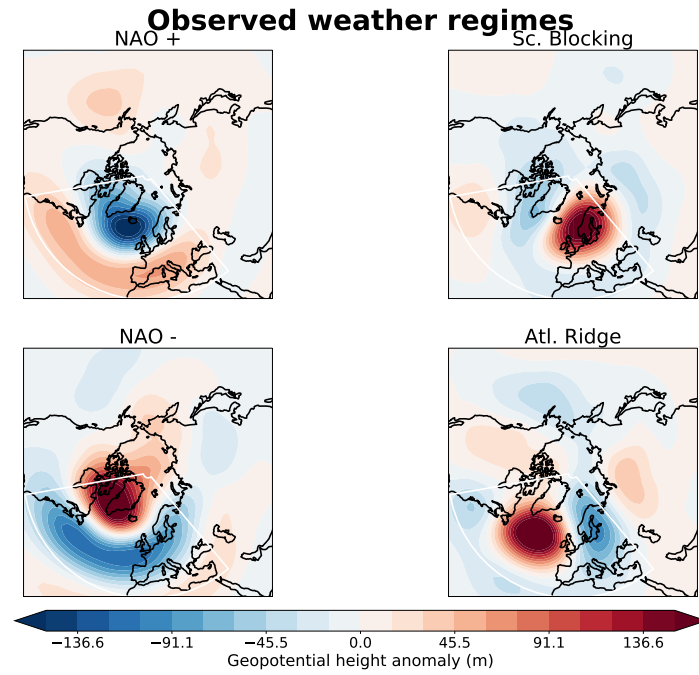 Observed weather regimes
NAO +
Sc. Blocking
NAO -
Atl. Ridge
−136.6 −91.1 −45.5 0.0 45.5 91.1 136.6
Geopotential height anomaly (m)